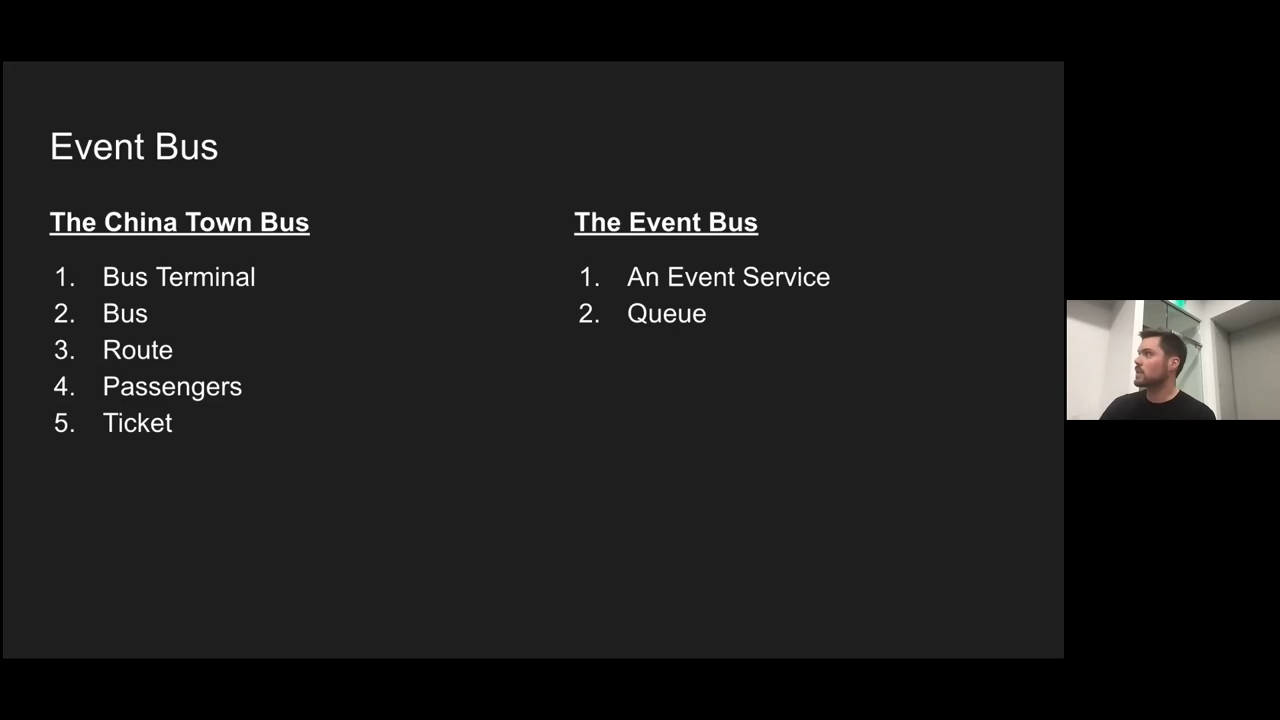 Event Bus
The China Town Bus
1. Bus Terminal
2. Bus
3. Route
4. Passengers
5. Ticket
The Event Bus
1. An Event Service
2. Queue